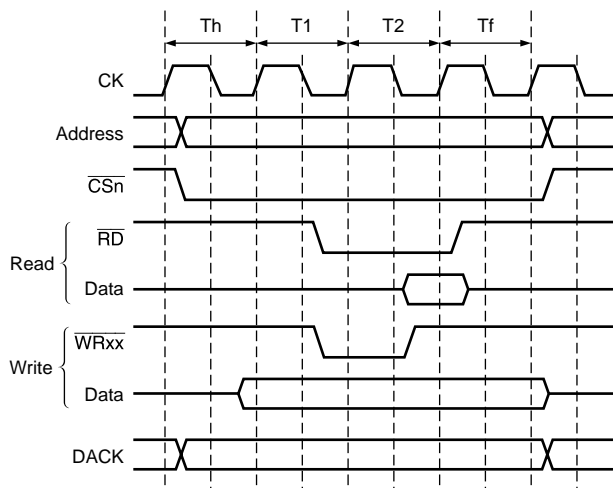 Th T1 T2 Tf
CK
Address
CSn
RD
Read
Data
WRxx
Write
Data
DACK